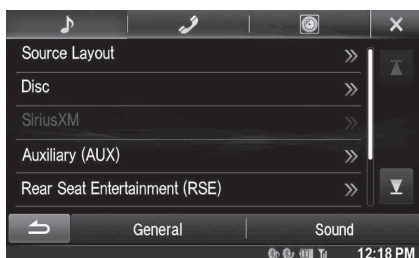 Source Layout
Disc
SiriusXM
Auxiliary (AUX)
Rear Seat Entertainment (RSE)
General Sound
12:18 PM